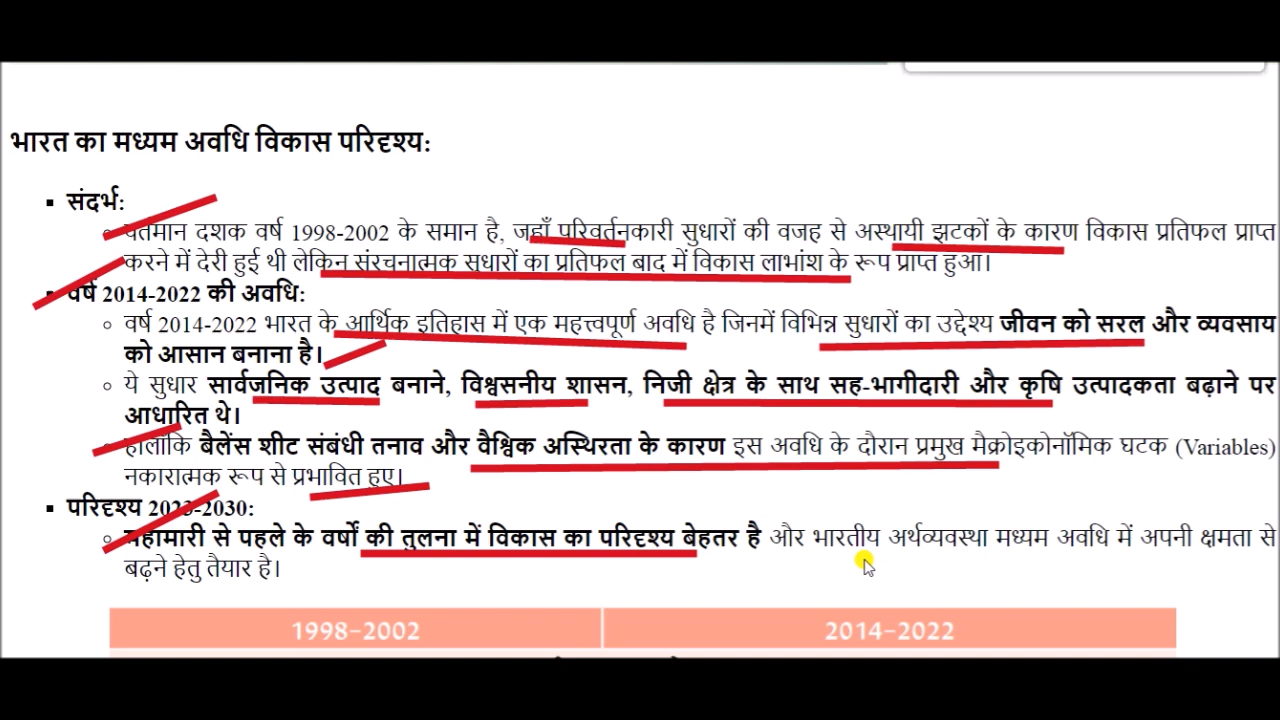 भारत का मध्यम अवधि विकास परिदृश्य:
▪ संदर्भ:
○ वर्तमान दशक वर्ष 1998-2002 के समान है, जहाँ परिवर्तनकारी सुधारों की वजह से अस्थायी झटकों के कारण विकास प्रतिफल प्राप्त
करने में देरी हुई थी लेकिन संरचनात्मक सुधारों का प्रतिफल बाद में विकास लाभांश के रूप प्राप्त हुआ।
▪ वर्ष 2014-2022 की अवधि:
○ वर्ष 2014-2022 भारत के आर्थिक इतिहास में एक महत्त्वपूर्ण अवधि है जिनमें विभिन्न सुधारों का उद्देश्य जीवन को सरल और व्यवसाय
को आसान बनाना है।
○ ये सुधार सार्वजनिक उत्पाद बनाने, विश्वसनीय शासन, निजी क्षेत्र के साथ सह-भागीदारी और कृषि उत्पादकता बढ़ाने पर
आधारित थे।
○ हालाँकि बैलेंस शीट संबंधी तनाव और वैश्विक अस्थिरता के कारण इस अवधि के दौरान प्रमुख मैक्रोइकोनॉमिक घटक (Variables)
नकारात्मक रूप से प्रभावित हुए।
▪ परिदृश्य 2023-2030:
○ महामारी से पहले के वर्षों की तुलना में विकास का परिदृश्य बेहतर है और भारतीय अर्थव्यवस्था मध्यम अवधि में अपनी क्षमता से
बढ़ने हेतु तैयार है।
1998-2002 2014-2022